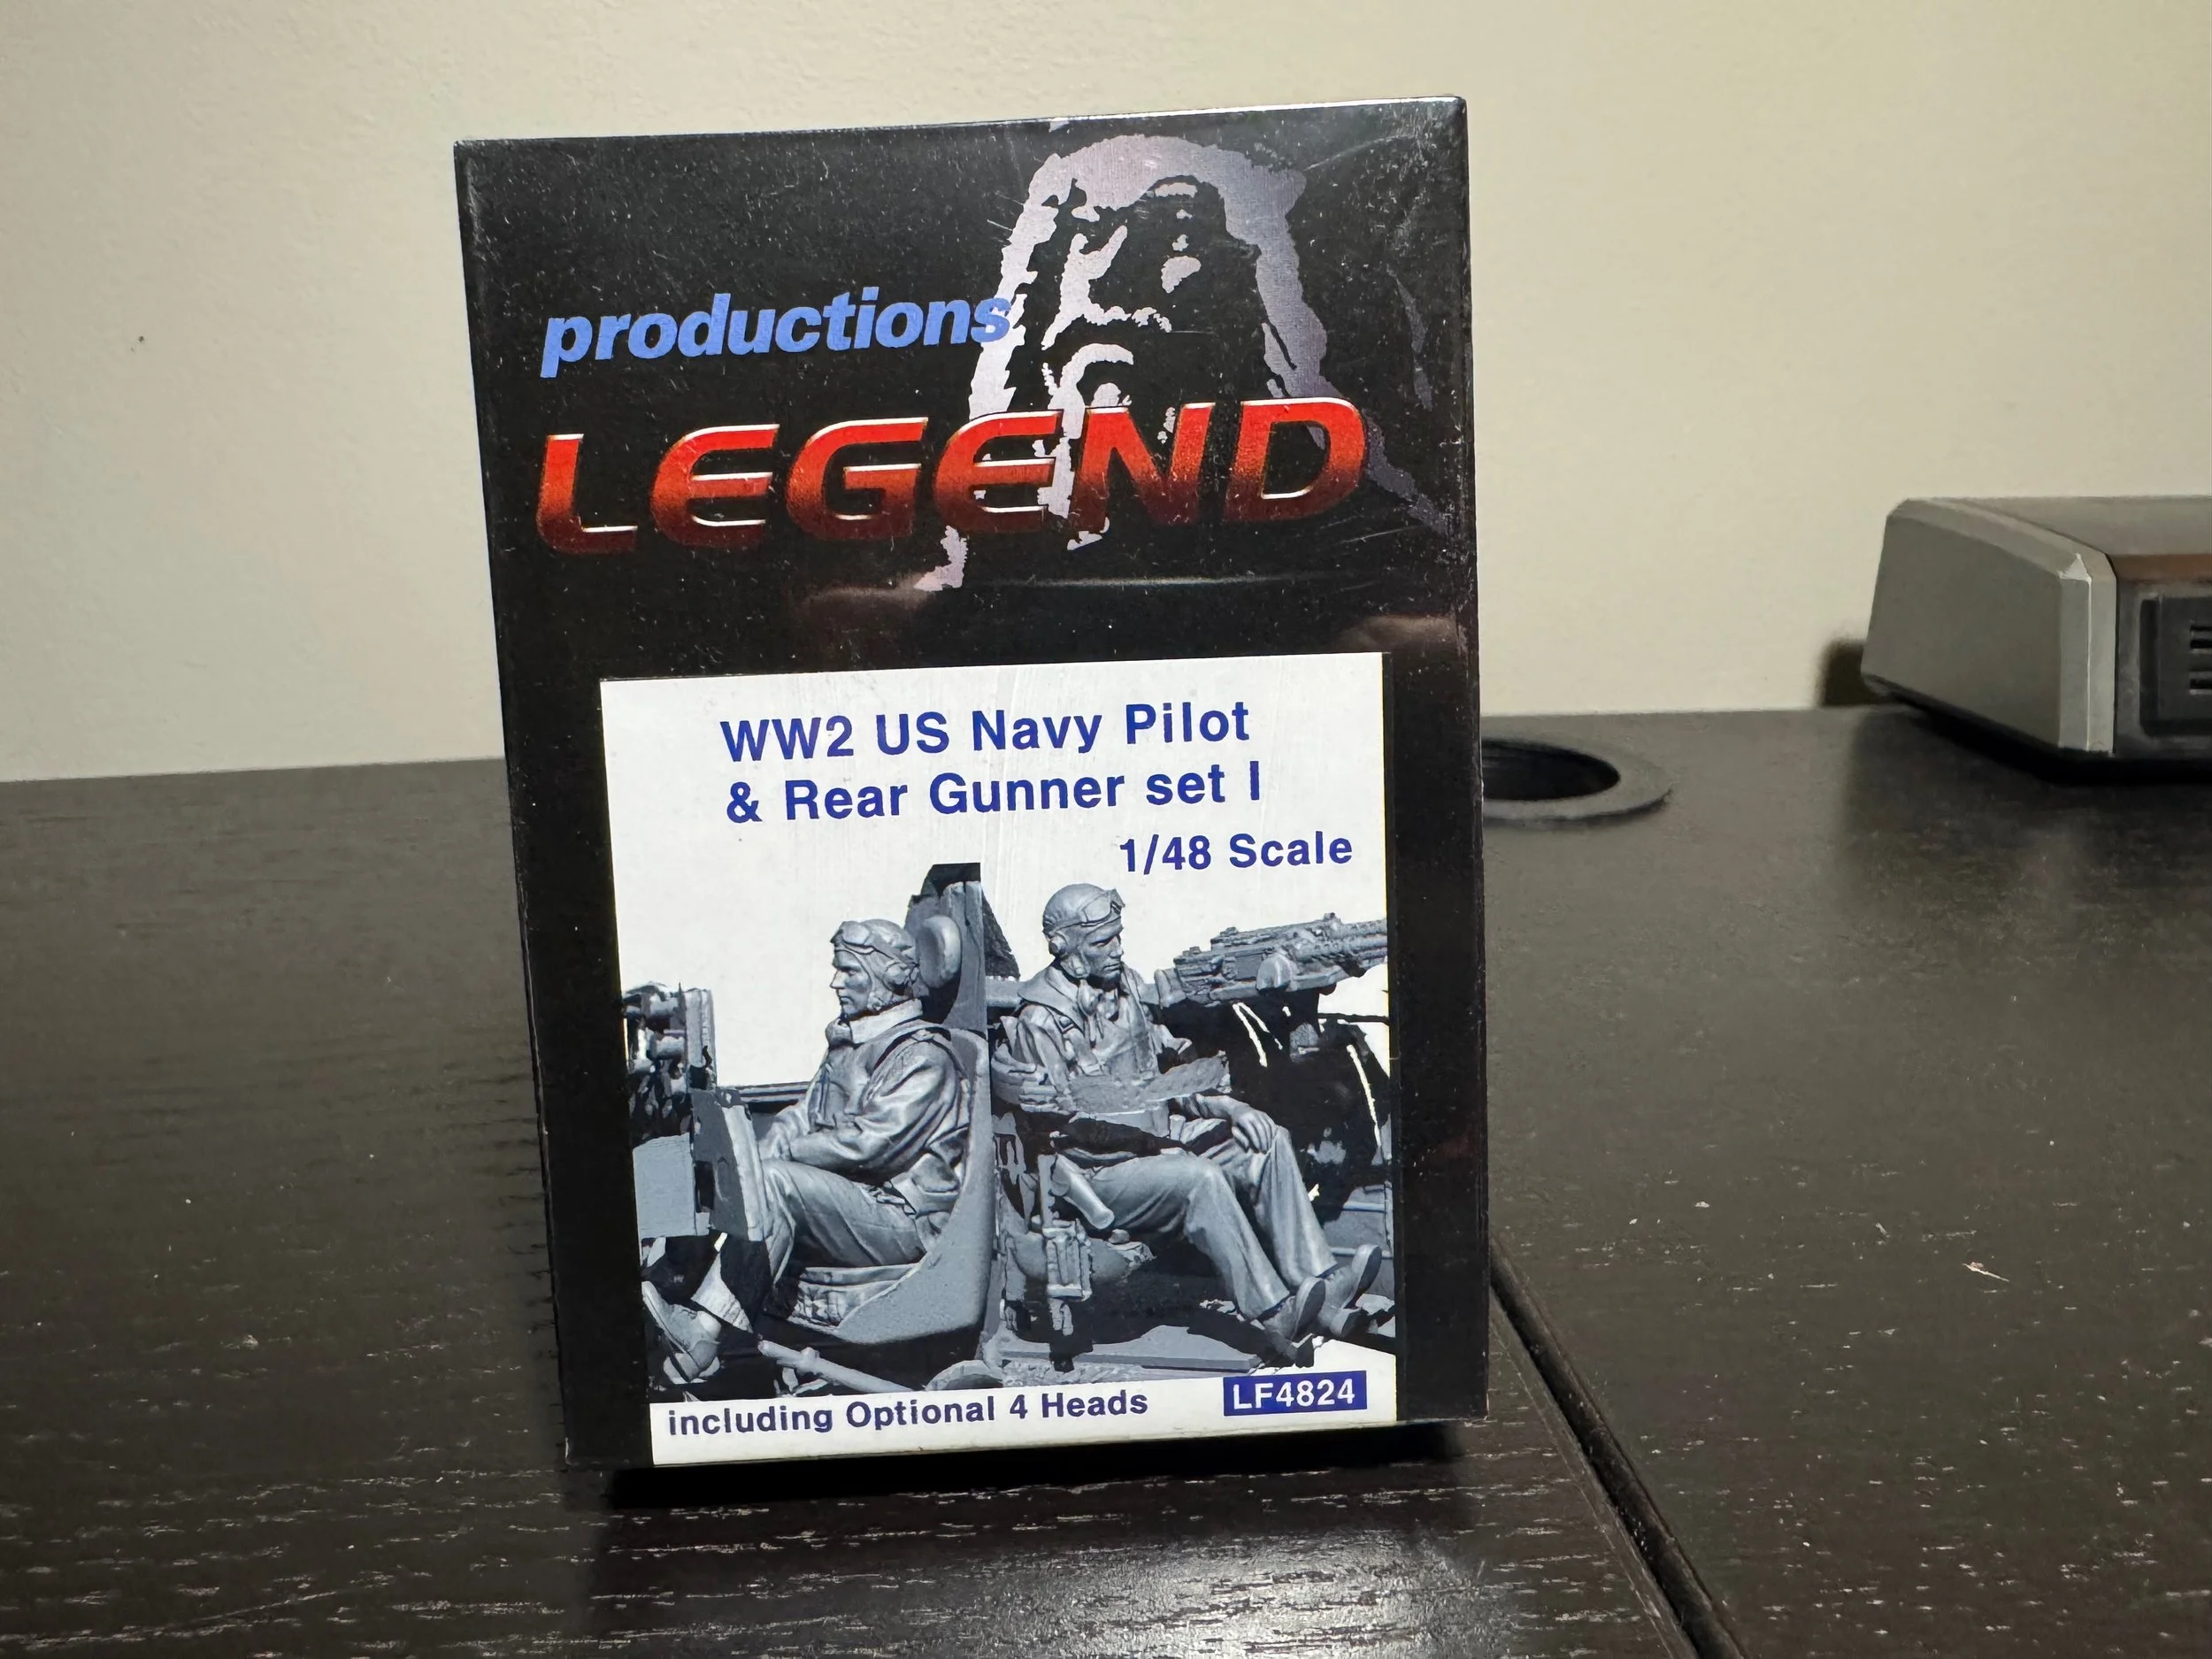 productions
LEGEND
WW2 US Navy Pilot
& Rear Gunner set I
1/48 Scale
including Optional 4 Heads
LF4824